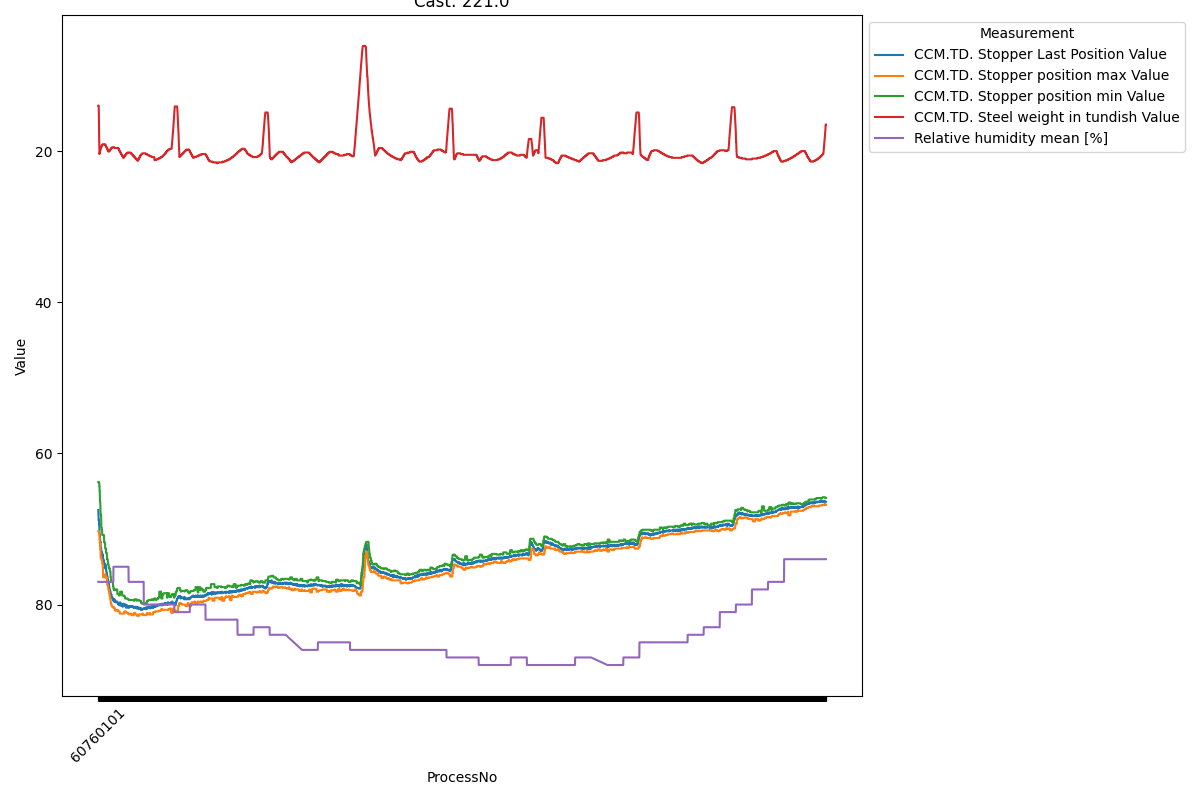 Cast: 221.0
Measurement
CCM.TD. Stopper Last Position Value
CCM.TD. Stopper position max Value
CCM.TD. Stopper position min Value
CCM.TD. Steel weight in tundish Value
Relative humidity mean [%]
20
40
60
80
Value
60760101
ProcessNo